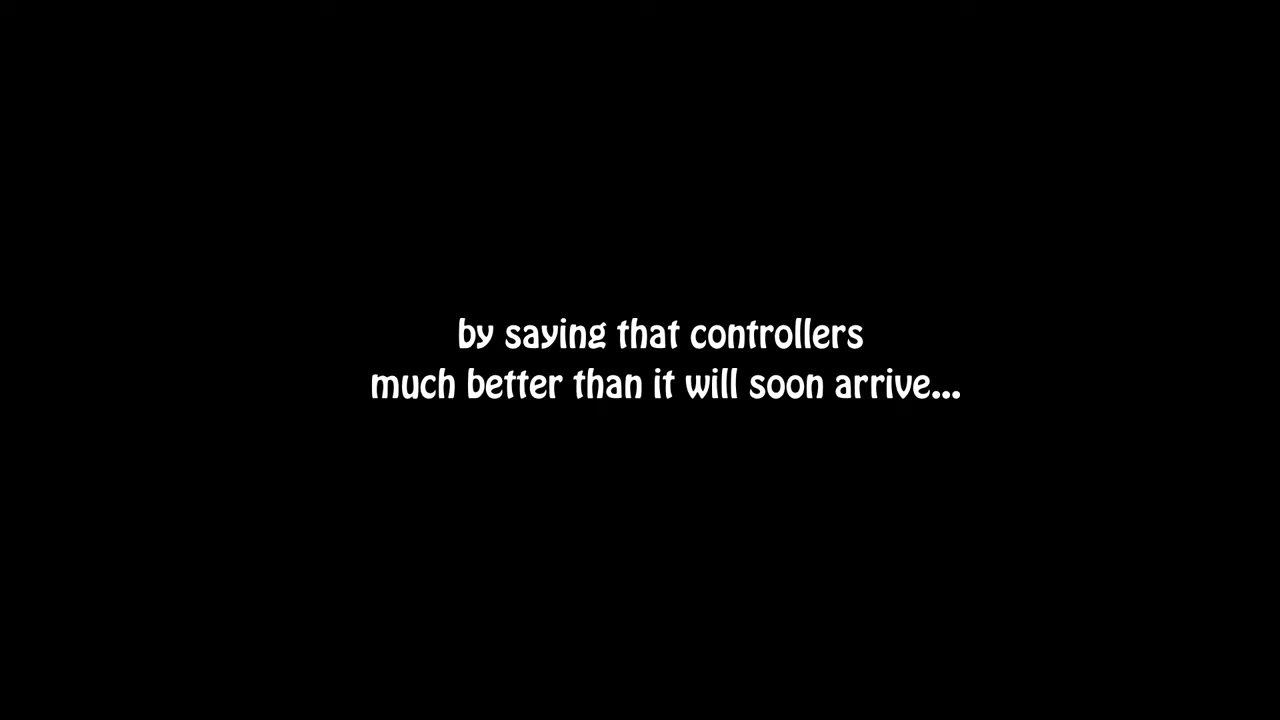 by saying that controllers
much better than it will soon arrive...